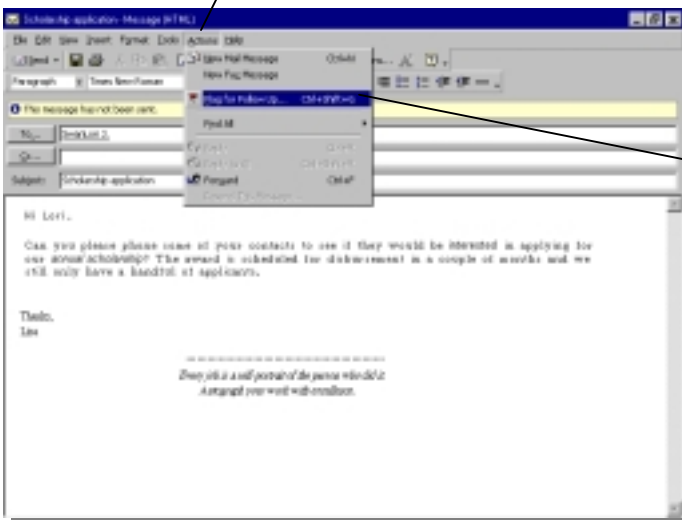 Scholarship application - Message (HTML)
File Edit View Insert Format Tools Actions Help
Send
New Mail Message Ctrl+N
New Fax Message
Paragraph Times New Roman
Flag for Follow Up... Ctrl+Shift+G
This message has not been sent.
Find All
To...
Cc...
Subject: Scholarship application
Forward Ctrl+F
Hi Lori,
Can you please phone some of your contacts to see if they would be interested in applying for
our annual scholarship? The award is scheduled for disbursement in a couple of months and we
still only have a handful of applicants.
Thanks,
Lisa
Every job is a self-portrait of the person who did it.
Autograph your work with excellence.